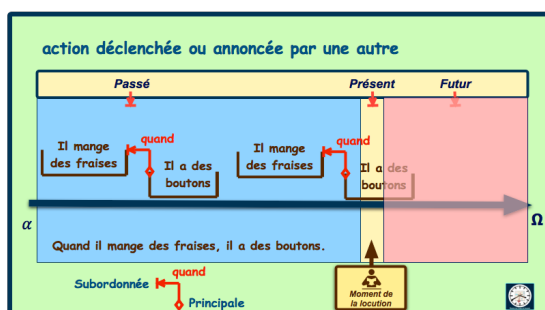 action déclenchée ou annoncée par une autre
Passé
Présent
Futur
Il mange
des fraises
quand
Il a des
boutons
Il mange
des fraises
quand
Il a des
boutons
α
Ω
Quand il mange des fraises, il a des boutons.
Subordonnée
quand
Principale
Moment de
la locution